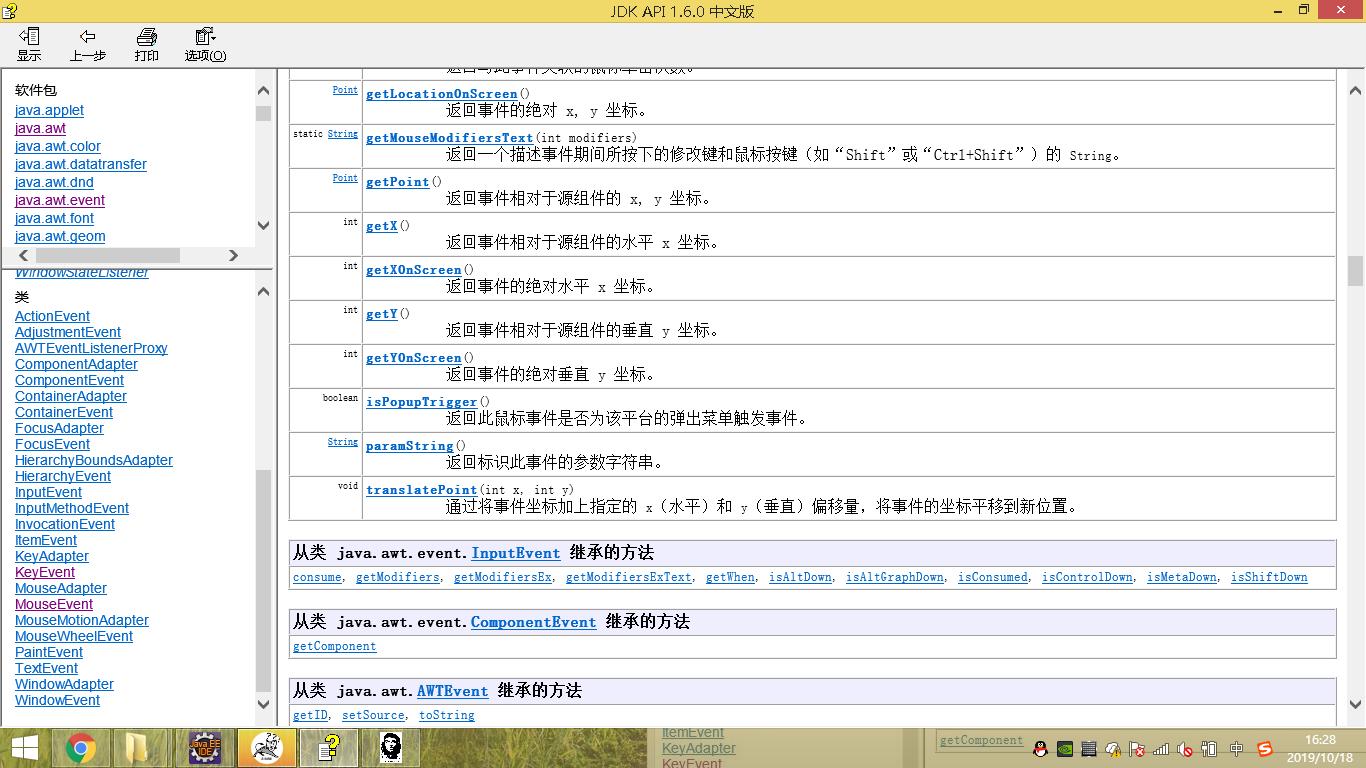 JDK API 1.6.0 中文版
显示 上一步 打印 选项(O)
软件包
java.applet
java.awt
java.awt.color
java.awt.datatransfer
java.awt.dnd
java.awt.event
java.awt.font
java.awt.geom
WindowStateListener
类
ActionEvent
AdjustmentEvent
AWTEventListenerProxy
ComponentAdapter
ComponentEvent
ContainerAdapter
ContainerEvent
FocusAdapter
FocusEvent
HierarchyBoundsAdapter
HierarchyEvent
InputEvent
InputMethodEvent
InvocationEvent
ItemEvent
KeyAdapter
KeyEvent
MouseAdapter
MouseEvent
MouseMotionAdapter
MouseWheelEvent
PaintEvent
TextEvent
WindowAdapter
WindowEvent
返回与此事件关联的鼠标单击次数。
Point getLocationOnScreen()
返回事件的绝对 x, y 坐标。
static String getMouseModifiersText(int modifiers)
返回一个描述事件期间所按下的修改键和鼠标按键（如“Shift”或“Ctrl+Shift”）的 String。
Point getPoint()
返回事件相对于源组件的 x, y 坐标。
int getX()
返回事件相对于源组件的水平 x 坐标。
int getXOnScreen()
返回事件的绝对水平 x 坐标。
int getY()
返回事件相对于源组件的垂直 y 坐标。
int getYOnScreen()
返回事件的绝对垂直 y 坐标。
boolean isPopupTrigger()
返回此鼠标事件是否为该平台的弹出菜单触发事件。
String paramString()
返回标识此事件的参数字符串。
void translatePoint(int x, int y)
通过将事件坐标加上指定的 x（水平）和 y（垂直）偏移量，将事件的坐标平移到新位置。
从类 java.awt.event.InputEvent 继承的方法
consume, getModifiers, getModifiersEx, getModifiersExText, getWhen, isAltDown, isAltGraphDown, isConsumed, isControlDown, isMetaDown, isShiftDown
从类 java.awt.event.ComponentEvent 继承的方法
getComponent
从类 java.awt.AWTEvent 继承的方法
getID, setSource, toString
Java EE
IDE
ItemEvent
KeyAdapter
KeyEvent
getComponent
中
16:28
2019/10/18